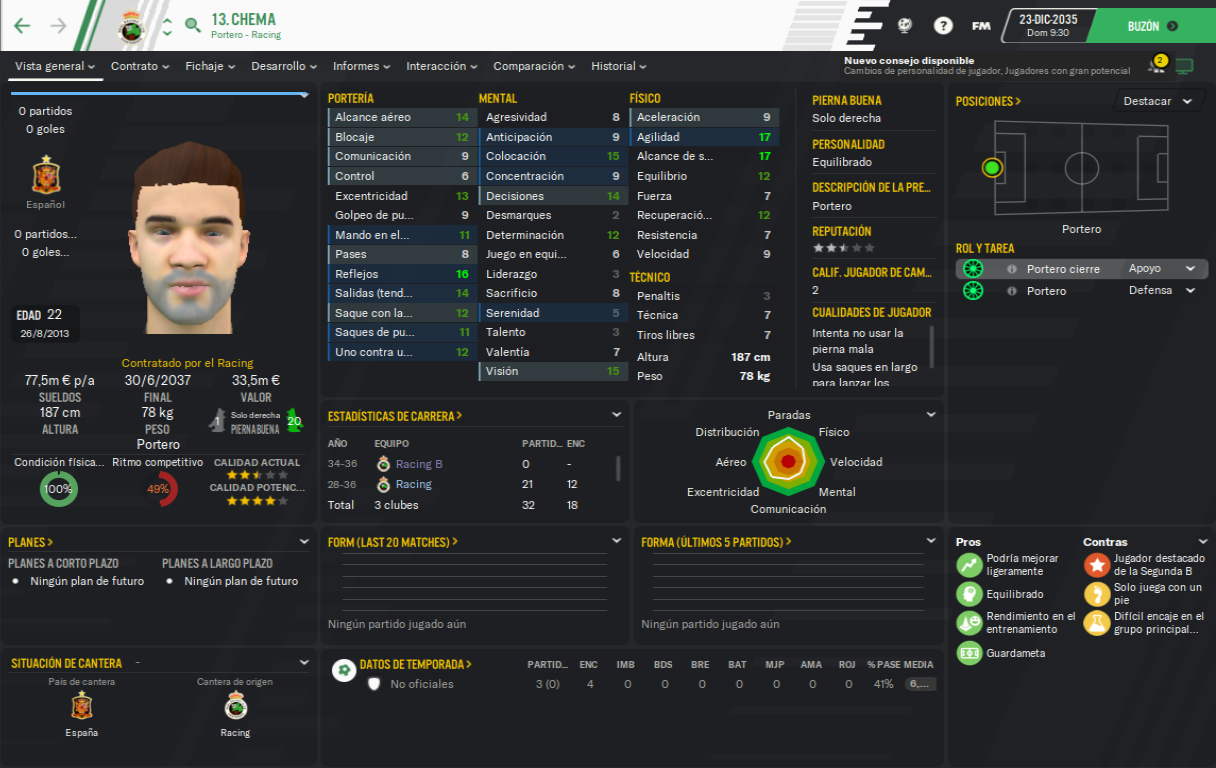 13. CHEMA
Portero - Racing
?
FM
23-DIC-2035
Dom 9:30
BUZÓN
Vista general
Contrato
Fichaje
Desarrollo
Informes
Interacción
Comparación
Historial
Nuevo consejo disponible
Cambios de personalidad de jugador, Jugadores con gran potencial
2
0 partidos
0 goles
Español
0 partidos...
0 goles...
EDAD 22
26/8/2013
Contratado por el Racing
77,5m € p/a
SUELDOS
30/6/2037
FINAL
33,5m €
VALOR
187 cm
ALTURA
78 kg
PESO
1
Solo derecha
PIERNA BUENA
20
Portero
Condición física...
100%
Ritmo competitivo
49%
CALIDAD ACTUAL
CALIDAD POTENC...
PORTERÍA
Alcance aéreo 14
Blocaje 12
Comunicación 9
Control 6
Excentricidad 13
Golpeo de pu... 9
Mando en el... 11
Pases 8
Reflejos 16
Salidas (tend... 14
Saque con la... 12
Saques de pu... 11
Uno contra u... 12
MENTAL
Agresividad 8
Anticipación 9
Colocación 15
Concentración 9
Decisiones 14
Desmarques 2
Determinación 12
Juego en equi... 6
Liderazgo 3
Sacrificio 8
Serenidad 5
Talento 3
Valentía 7
Visión 15
FÍSICO
Aceleración 9
Agilidad 17
Alcance de s... 17
Equilibrio 12
Fuerza 7
Recuperació... 12
Resistencia 7
Velocidad 9
TÉCNICO
Penaltis 3
Técnica 7
Tiros libres 7
Altura 187 cm
Peso 78 kg
PIERNA BUENA
Solo derecha
PERSONALIDAD
Equilibrado
DESCRIPCIÓN DE LA PRE...
Portero
REPUTACIÓN
CALIF. JUGADOR DE CAM...
2
CUALIDADES DE JUGADOR
Intenta no usar la
pierna mala
Usa saques en largo
para lanzar los
POSICIONES >
Destacar
Portero
ROL Y TAREA
Portero cierre Apoyo
Portero Defensa
ESTADÍSTICAS DE CARRERA >
AÑO EQUIPO PARTID... ENC
34-36 Racing B 0 -
28-36 Racing 21 12
Total 3 clubes 32 18
Paradas
Distribución
Físico
Aéreo
Velocidad
Excentricidad
Mental
Comunicación
PLANES >
PLANES A CORTO PLAZO
Ningún plan de futuro
PLANES A LARGO PLAZO
Ningún plan de futuro
FORM (LAST 20 MATCHES) >
Ningún partido jugado aún
FORMA (ÚLTIMOS 5 PARTIDOS) >
Ningún partido jugado aún
Pros
Podría mejorar
ligeramente
Equilibrado
Rendimiento en el
entrenamiento
Guardameta
Contras
Jugador destacado
de la Segunda B
Solo juega con un
pie
Difícil encaje en el
grupo principal...
SITUACIÓN DE CANTERA -
País de cantera
España
Cantera de origen
Racing
DATOS DE TEMPORADA > PARTID... ENC IMB BDS BRE BAT MJP AMA ROJ % PASE MEDIA
No oficiales 3 (0) 4 0 0 0 0 0 0 0 41% 6,...